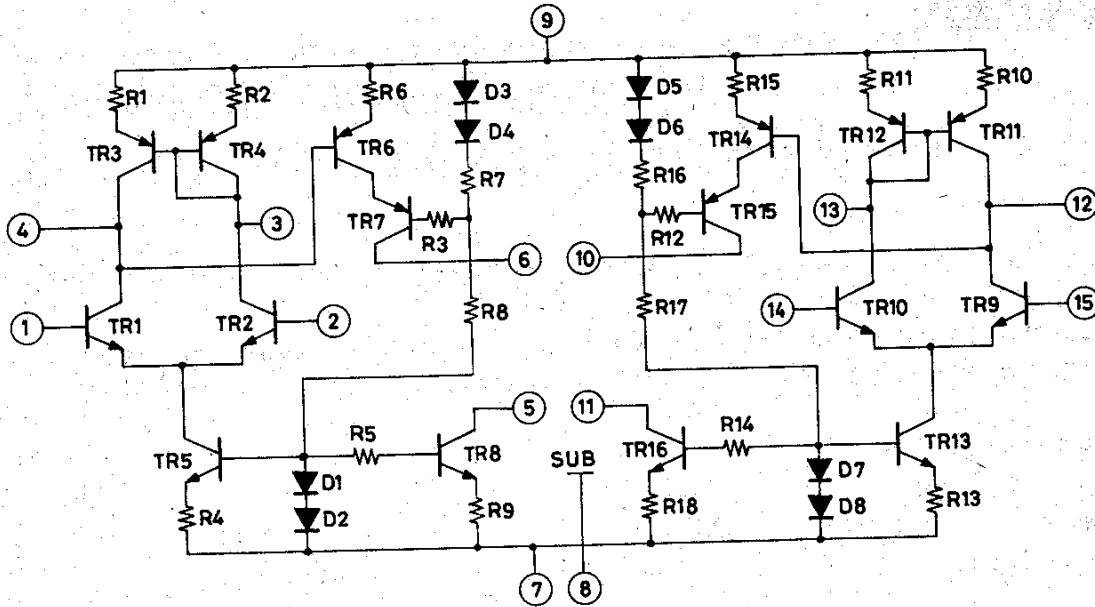 9
R1 R2 R6 D3 D5 R15 R11 R10
D4 D6
TR3 TR4 TR6 TR14 TR12 TR11
R7 R16
TR7 R3 R12 TR15
4 3 13 12
6 10
1 TR1 TR2 2 R8 R17 14 TR10 TR9 15
5 11
TR5 R5 TR8 SUB TR16 R14 TR13
D1 D7
R4 D2 R9 R18 D8 R13
7 8